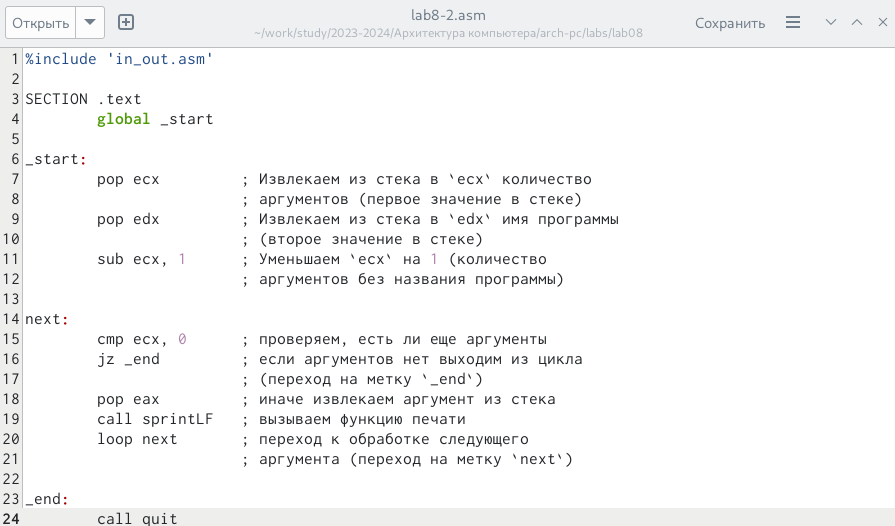 Открыть
lab8-2.asm
~/work/study/2023-2024/Архитектура компьютера/arch-pc/labs/lab08
Сохранить
1 %include 'in_out.asm'
2
3 SECTION .text
4         global _start
5
6 _start:
7         pop ecx         ; Извлекаем из стека в `ecx` количество
8                         ; аргументов (первое значение в стеке)
9         pop edx         ; Извлекаем из стека в `edx` имя программы
10                         ; (второе значение в стеке)
11         sub ecx, 1      ; Уменьшаем `ecx` на 1 (количество
12                         ; аргументов без названия программы)
13
14 next:
15         cmp ecx, 0      ; проверяем, есть ли еще аргументы
16         jz _end         ; если аргументов нет выходим из цикла
17                         ; (переход на метку `_end`)
18         pop eax         ; иначе извлекаем аргумент из стека
19         call sprintLF   ; вызываем функцию печати
20         loop next       ; переход к обработке следующего
21                         ; аргумента (переход на метку `next`)
22
23 _end:
24         call quit